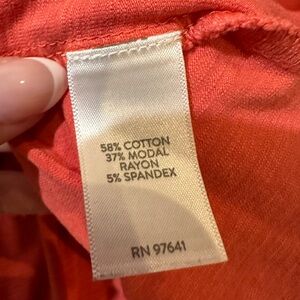 58% COTTON
37% MODAL
RAYON
5% SPANDEX
RN 97641